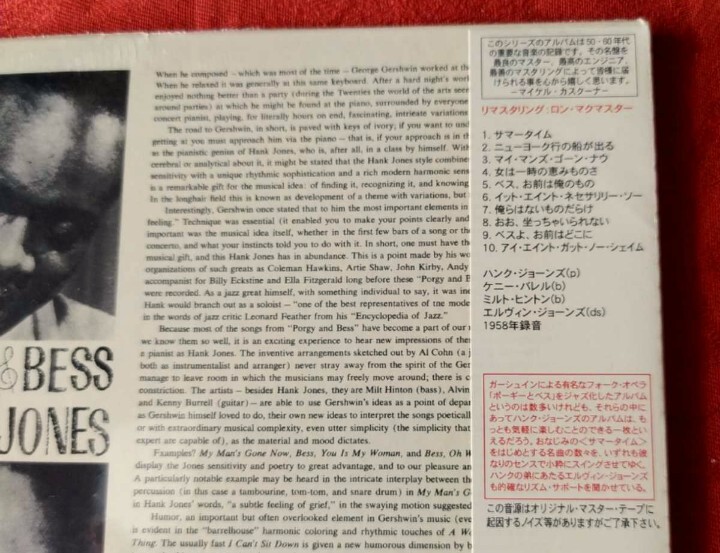 BESS
JONES
When he composed – which was most of the time – George Gershwin worked at th
When he relaxed it was generally at this same keyboard. After a hard night's worl
enjoyed nothing better than a party (during the Twenties the world of the arts seer
around parties) at which he might be found at the piano, surrounded by everyone
concert pianist, playing, for literally hours on end, fascinating, intricate variations
The road to Gershwin, in short, is paved with keys of ivory; if you want to und
getting at you must approach him via the piano – that is, if your approach is in th
as the pianistic genius of Hank Jones, who is, after all, in a class by himself. With
cerebral or analytical about it, it might be stated that the Hank Jones style combine
sensitivity with a unique rhythmic sophistication and a rich modern harmonic sens
is a remarkable gift for the musical idea: of finding it, recognizing it, and knowing
In the longhair field this is known as development of a theme with variations, but
Interestingly, Gershwin once stated that to him the most important elements in
feeling." Technique was essential (it enabled you to make your points clearly and
important was the musical idea itself, whether in the first few bars of a song or th
concerto, and what your instincts told you to do with it. In short, one must have th
musical gift, and this Hank Jones has in abundance. This is a point made by his wo
organizations of such greats as Coleman Hawkins, Artie Shaw, John Kirby, Andy
accompanist for Billy Eckstine and Ella Fitzgerald long before these "Porgy and B
were recorded. As a jazz great himself, with something individual to say, it was inc
Hank would branch out as a soloist – "one of the best representatives of the mode
in the words of jazz critic Leonard Feather from his "Encyclopedia of Jazz."
Because most of the songs from "Porgy and Bess" have become a part of our
we know them so well, it is an exciting experience to hear new impressions of ther
a pianist as Hank Jones. The inventive arrangements sketched out by Al Cohn (a j
both as instrumentalist and arranger) never stray away from the spirit of the Ger
manage to leave room in which the musicians may freely move around; there is c
constriction. The artists – besides Hank Jones, they are Milt Hinton (bass), Alvin
and Kenny Burrell (guitar) – are able to use Gershwin's ideas as a point of depar
as Gershwin himself loved to do, their own new ideas to interpret the songs poeticall
or with extraordinary musical complexity, even utter simplicity (the simplicity that
expert are capable of), as the material and mood dictates.
Examples? My Man's Gone Now, Bess, You Is My Woman, and Bess, Oh W
display the Jones sensitivity and poetry to great advantage, and to our pleasure an
A particularly notable example may be heard in the intricate interplay between the
percussion (in this case a tambourine, tom-tom, and snare drum) in My Man's G
in Hank Jones' words, "a subtle feeling of grief," in the swaying motion suggested
Humor, an important but often overlooked element in Gershwin's music (eve
is evident in the "barrelhouse" harmonic coloring and rhythmic touches of A W
Thing. The usually fast I Can't Sit Down is given a new humorous dimension by b
このシリーズのアルバムは50・60年代
の重要な音楽の記録です。その名盤を
最良のマスター、最高のエンジニア、
最善のマスタリングによって皆様に届
けられる事を心から嬉しく思います。
—マイケル・カスクーナ—
リマスタリング:ロン・マクマスター
1. サマータイム
2. ニューヨーク行の船が出る
3. マイ・マンズ・ゴーン・ナウ
4. 女は一時の恵みものさ
5. ベス、お前は俺のもの
6. イット・エイント・ネセサリリー・ソー
7. 俺らはないものだらけ
8. おお、坐っちゃいられない
9. ベスよ、お前はどこに
10. アイ・エイント・ガット・ノー・シェイム
ハンク・ジョーンズ(p)
ケニー・バレル(b)
ミルト・ヒントン(b)
エルヴィン・ジョーンズ(ds)
1958年録音
ガーシュインによる有名なフォーク・オペラ
「ポーギーとベス」をジャズ化したアルバム
というのは数多いけれども、それらの中に
あってハンク・ジョーンズのアルバムは、も
っとも気軽に楽しむことのできる一枚とい
えるだろう。おなじみの〈サマータイム〉
をはじめとする名曲の数々を、いずれも彼
なりのセンスで小粋にスイングさせてゆく。
ハンクの弟にあたるエルヴィン・ジョーンズ
も的確なリズム・サポートを聞かせている。
この音源はオリジナル・マスター・テープに
起因するノイズ等がありますがご了承下さい。